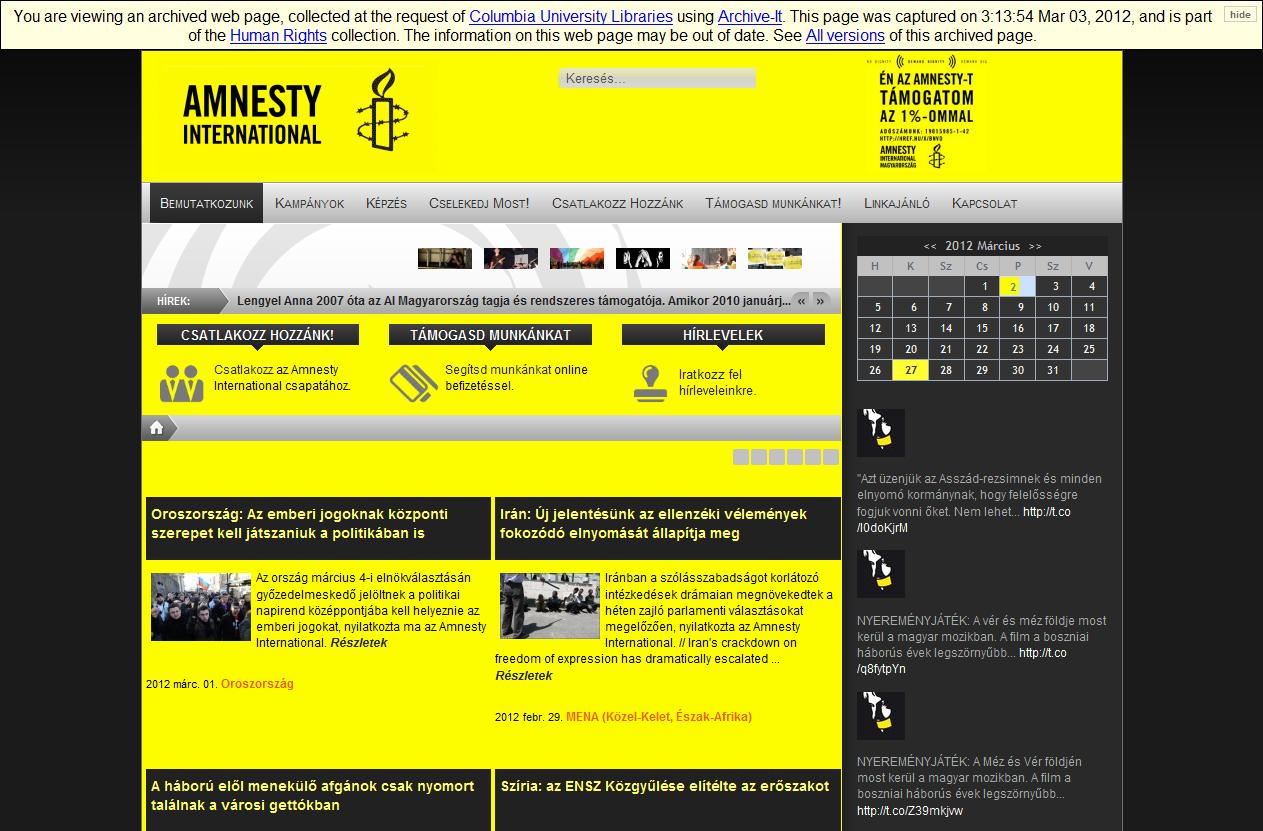 You are viewing an archived web page, collected at the request of Columbia University Libraries using Archive-It. This page was captured on 3:13:54 Mar 03, 2012, and is part
of the Human Rights collection. The information on this web page may be out of date. See All versions of this archived page.
hide
AMNESTY
INTERNATIONAL
Keresés...
ÉN AZ AMNESTY-T
TÁMOGATOM
AZ 1%-OMMAL
AMNESTY
INTERNATIONAL
MAGYARORSZÁG
Bemutatkozunk Kampányok Képzés Cselekedj Most! Csatlakozz Hozzánk Támogasd munkánkat! Linkajánló Kapcsolat
HÍREK: Lengyel Anna 2007 óta az AI Magyarország tagja és rendszeres támogatója. Amikor 2010 januárj... « »
CSATLAKOZZ HOZZÁNK!
Csatlakozz az Amnesty
International csapatához.
TÁMOGASD MUNKÁNKAT
Segítsd munkánkat online
befizetéssel.
HÍRLEVELEK
Iratkozz fel
hírleveleinkre.
Oroszország: Az emberi jogoknak központi
szerepet kell játszaniuk a politikában is
Az ország március 4-i elnökválasztásán
győzedelmeskedő jelöltnek a politikai
napirend középpontjába kell helyeznie az
emberi jogokat, nyilatkozta ma az Amnesty
International. Részletek
2012 márc. 01. Oroszország
Irán: Új jelentésünk az ellenzéki vélemények
fokozódó elnyomását állapítja meg
Iránban a szólásszabadságot korlátozó
intézkedések drámaian megnövekedtek a
héten zajló parlamenti választásokat
megelőzően, nyilatkozta az Amnesty
International. // Iran's crackdown on
freedom of expression has dramatically escalated ...
Részletek
2012 febr. 29. MENA (Közel-Kelet, Észak-Afrika)
A háború elől menekülő afgánok csak nyomort
találnak a városi gettókban
Szíria: az ENSZ Közgyűlése elítélte az erőszakot
<< 2012 Március >>
H K Sz Cs P Sz V
1 2 3 4
5 6 7 8 9 10 11
12 13 14 15 16 17 18
19 20 21 22 23 24 25
26 27 28 29 30 31
"Azt üzenjük az Asszád-rezsimnek és minden
elnyomó kormánynak, hogy felelősségre
fogjuk vonni őket. Nem lehet... http://t.co
/I0doKjrM
NYEREMÉNYJÁTÉK: A vér és méz földje most
kerül a magyar mozikban. A film a boszniai
háborús évek legszörnyűbb... http://t.co
/q8fytpYn
NYEREMÉNYJÁTÉK: A Méz és Vér földjén
most kerül a magyar mozikban. A film a
boszniai háborús évek legszörnyűbb...
http://t.co/Z39mkjvw